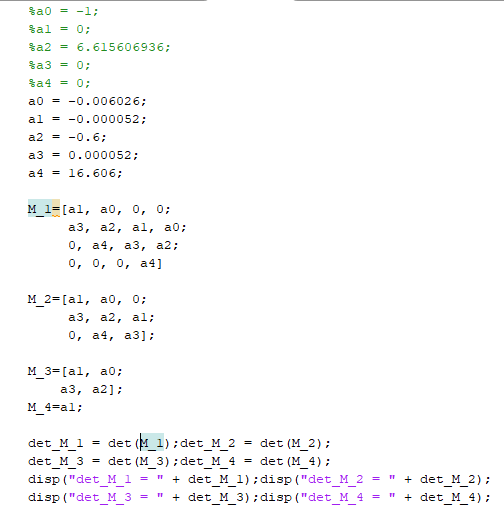 %a0 = -1;
%a1 = 0;
%a2 = 6.615606936;
%a3 = 0;
%a4 = 0;
a0 = -0.006026;
a1 = -0.000052;
a2 = -0.6;
a3 = 0.000052;
a4 = 16.606;
M_1=[a1, a0, 0, 0;
a3, a2, a1, a0;
0, a4, a3, a2;
0, 0, 0, a4]
M_2=[a1, a0, 0;
a3, a2, a1;
0, a4, a3];
M_3=[a1, a0;
a3, a2];
M_4=a1;
det_M_1 = det(M_1);det_M_2 = det(M_2);
det_M_3 = det(M_3);det_M_4 = det(M_4);
disp("det_M_1 = " + det_M_1);disp("det_M_2 = " + det_M_2);
disp("det_M_3 = " + det_M_3);disp("det_M_4 = " + det_M_4);